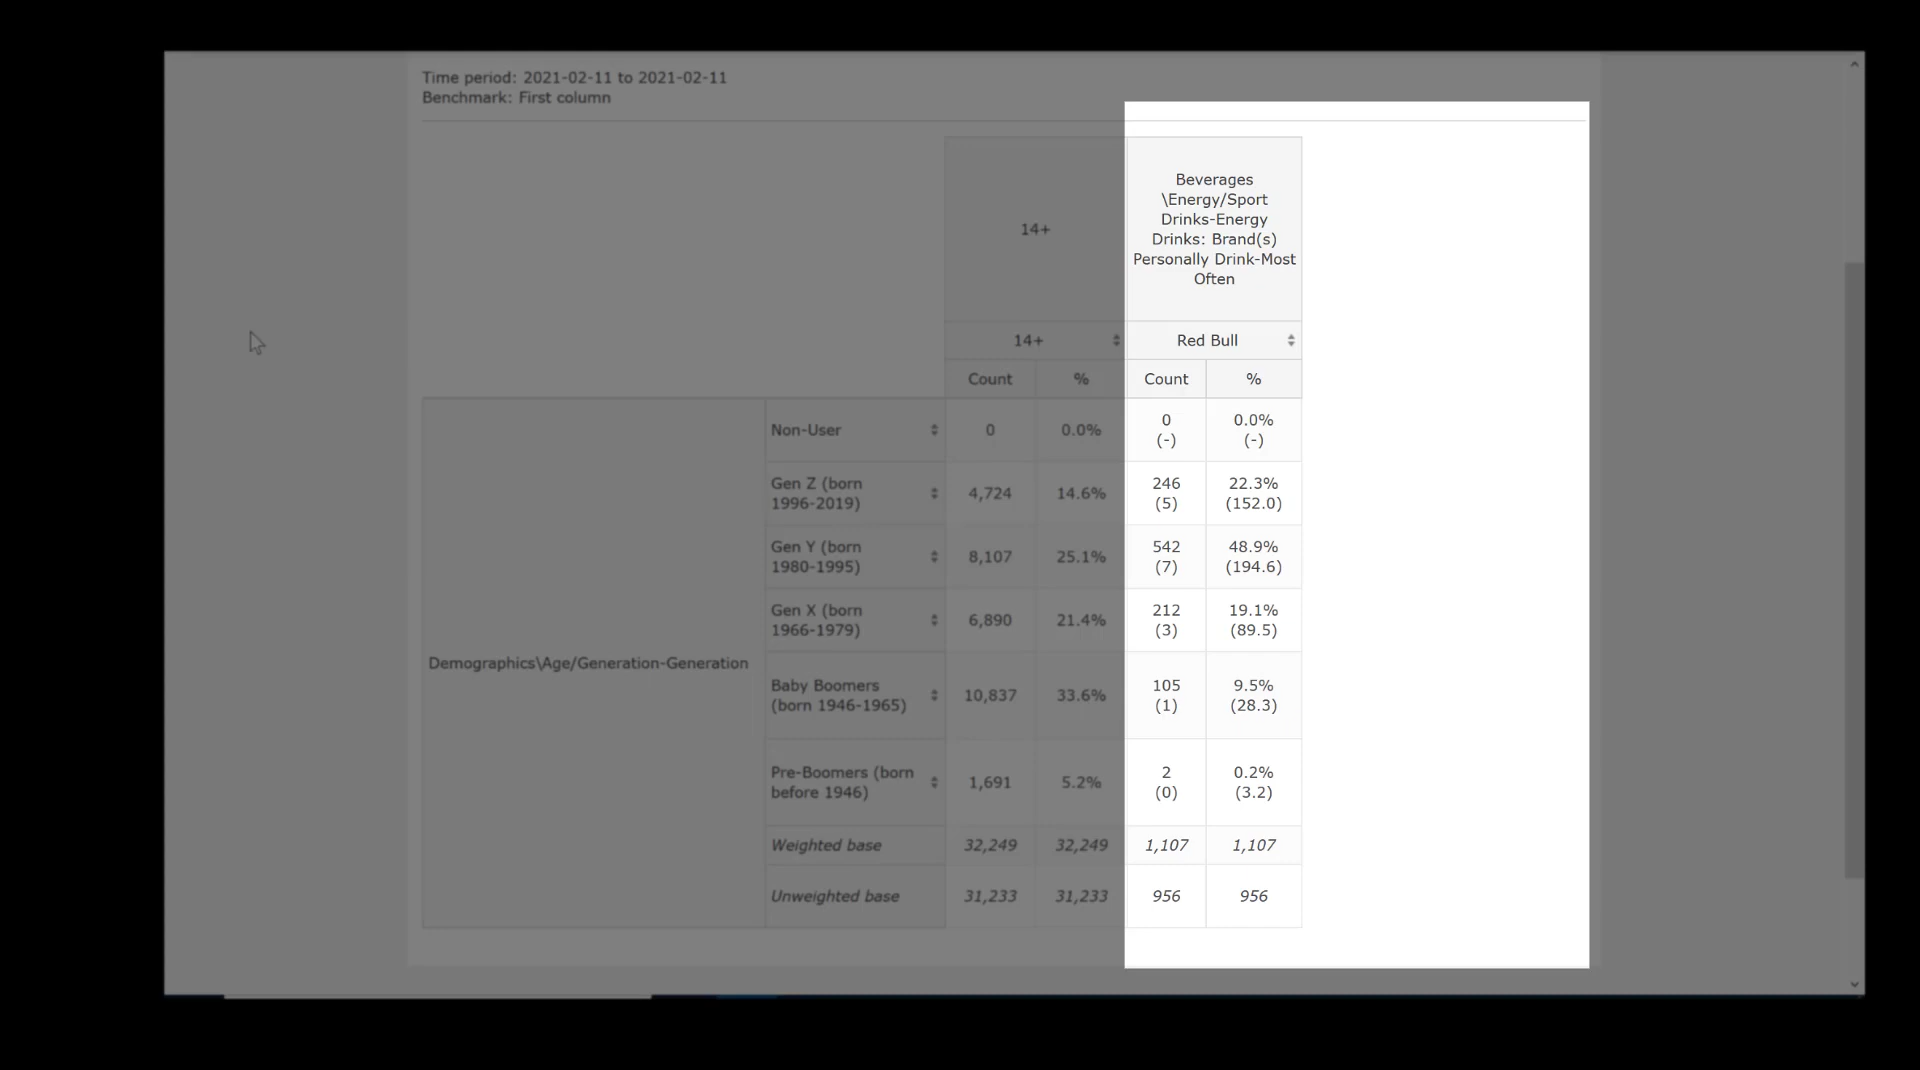 Time period: 2021-02-11 to 2021-02-11
Benchmark: First column
14+
Beverages
\Energy/Sport
Drinks-Energy
Drinks: Brand(s)
Personally Drink-Most
Often
14+ Red Bull
Count % Count %
Demographics\Age/Generation-Generation
Non-User 0 0.0% 0 0.0%
(-) (-)
Gen Z (born 4,724 14.6% 246 22.3%
1996-2019) (5) (152.0)
Gen Y (born 8,107 25.1% 542 48.9%
1980-1995) (7) (194.6)
Gen X (born 6,890 21.4% 212 19.1%
1966-1979) (3) (89.5)
Baby Boomers 10,837 33.6% 105 9.5%
(born 1946-1965) (1) (28.3)
Pre-Boomers (born 1,691 5.2% 2 0.2%
before 1946) (0) (3.2)
Weighted base 32,249 32,249 1,107 1,107
Unweighted base 31,233 31,233 956 956